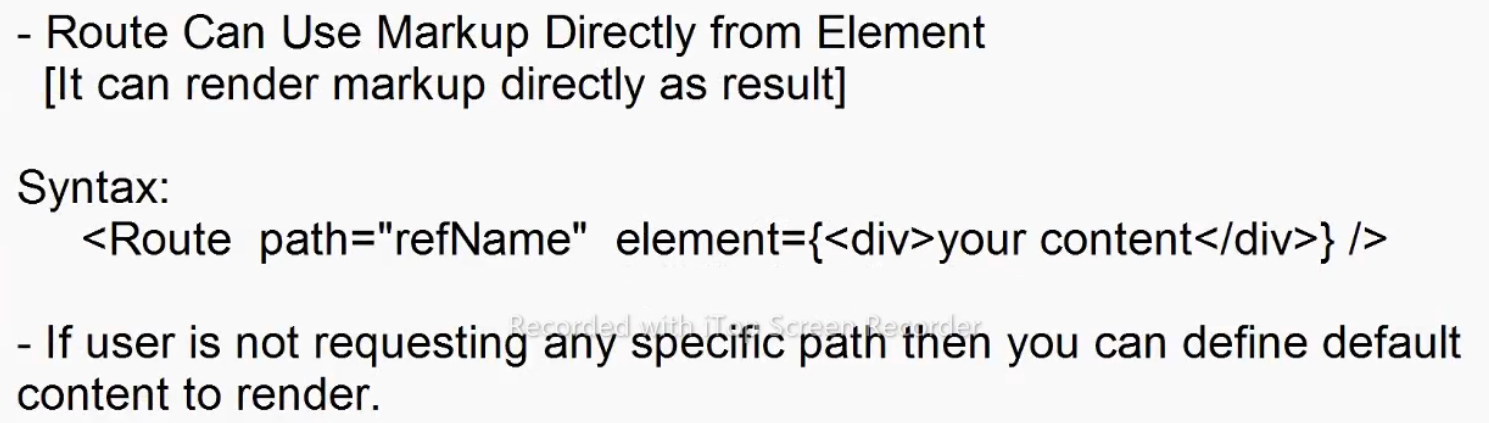 - Route Can Use Markup Directly from Element
[It can render markup directly as result]
Syntax:
<Route path="refName" element={<div>your content</div>} />
Recorded with iTop Screen Recorder
- If user is not requesting any specific path then you can define default
content to render.